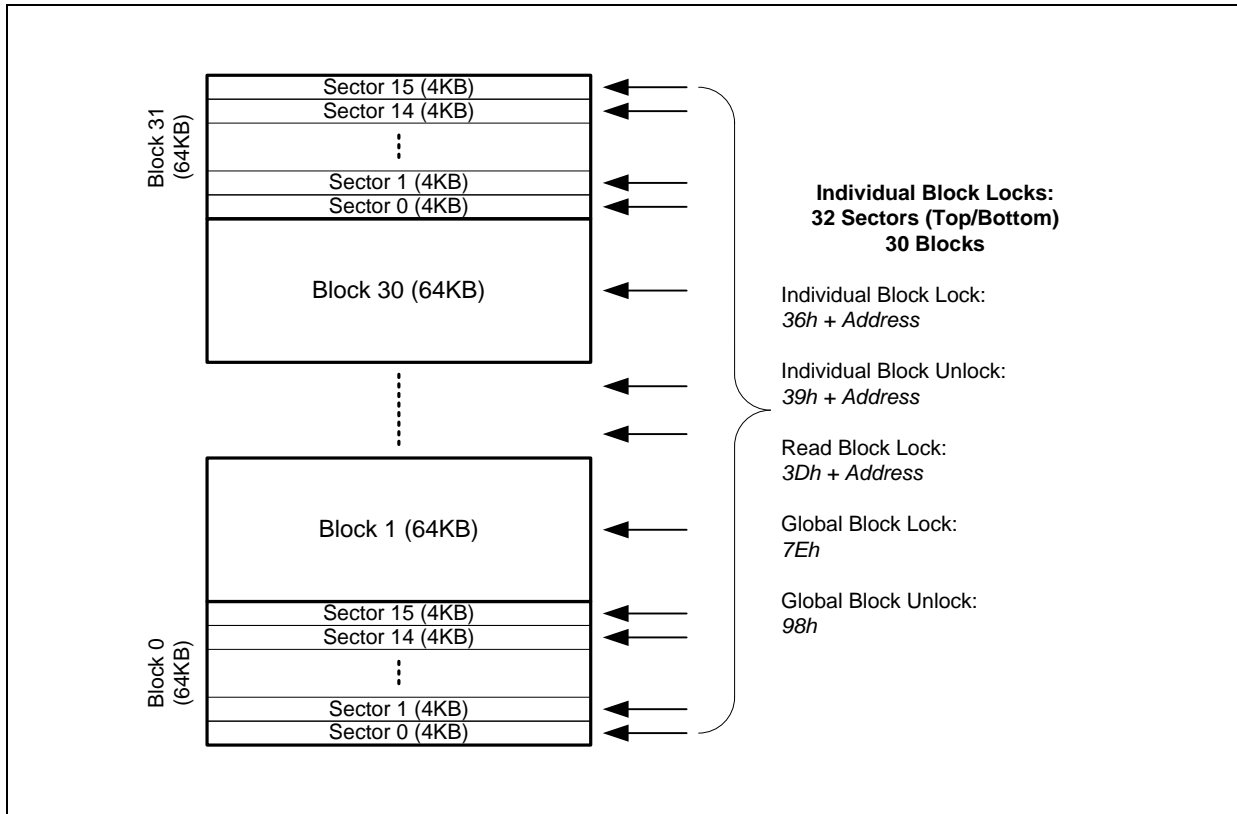 Block 31
(64KB)
Sector 15 (4KB)
Sector 14 (4KB)
Sector 1 (4KB)
Sector 0 (4KB)
Block 30 (64KB)
Block 1 (64KB)
Block 0
(64KB)
Sector 15 (4KB)
Sector 14 (4KB)
Sector 1 (4KB)
Sector 0 (4KB)
Individual Block Locks:
32 Sectors (Top/Bottom)
30 Blocks
Individual Block Lock:
36h + Address
Individual Block Unlock:
39h + Address
Read Block Lock:
3Dh + Address
Global Block Lock:
7Eh
Global Block Unlock:
98h